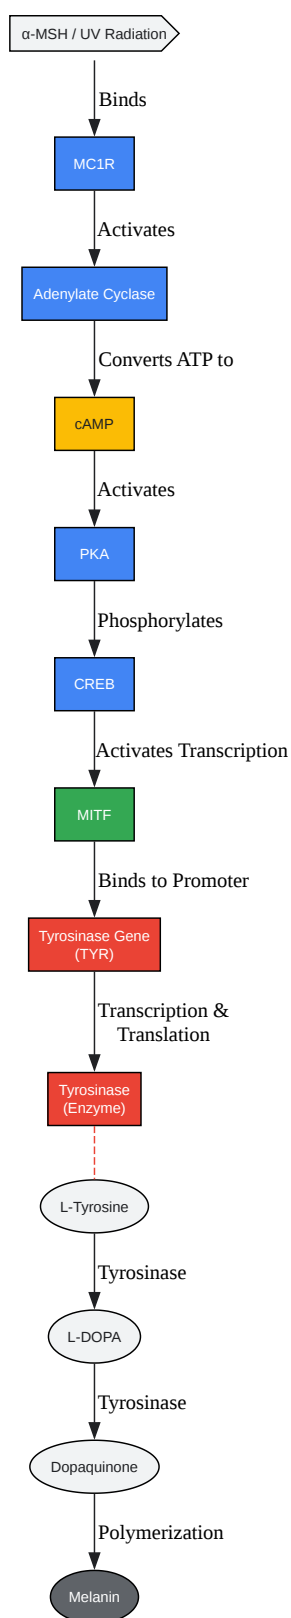 α-MSH / UV Radiation
Binds
MC1R
Activates
Adenylate Cyclase
Converts ATP to
cAMP
Activates
PKA
Phosphorylates
CREB
Activates Transcription
MITF
Binds to Promoter
Tyrosinase Gene
(TYR)
Transcription &
Translation
Tyrosinase
(Enzyme)
L-Tyrosine
Tyrosinase
L-DOPA
Tyrosinase
Dopaquinone
Polymerization
Melanin